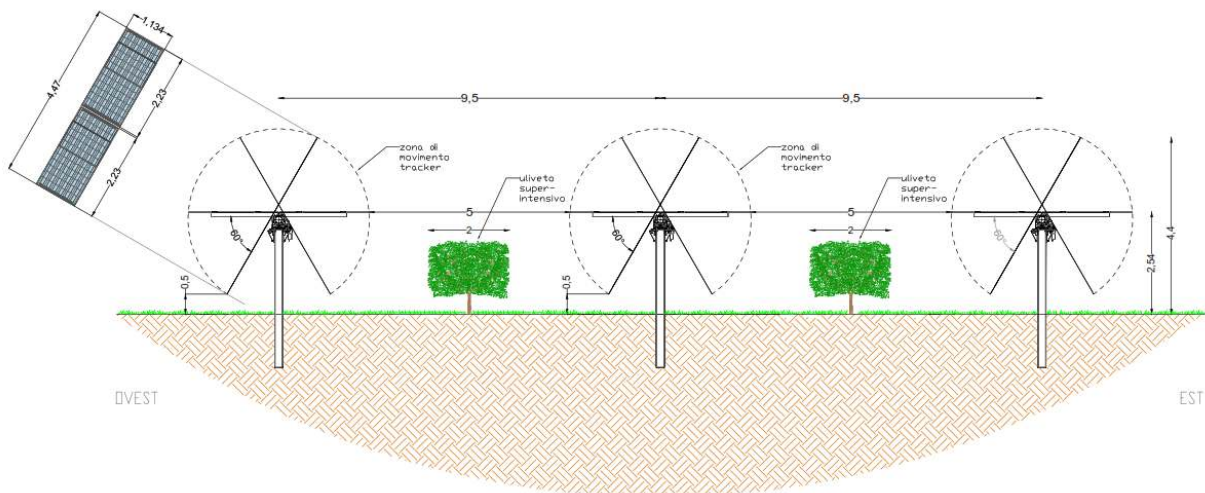 1,134
4,47
2,23
2,23
9,5
9,5
zona di
movimento
tracker
zona di
movimento
tracker
uliveto
super-
intensivo
uliveto
super-
intensivo
5
5
2
2
60°
60°
60°
0,5
0,5
2,54
4,4
OVEST
EST